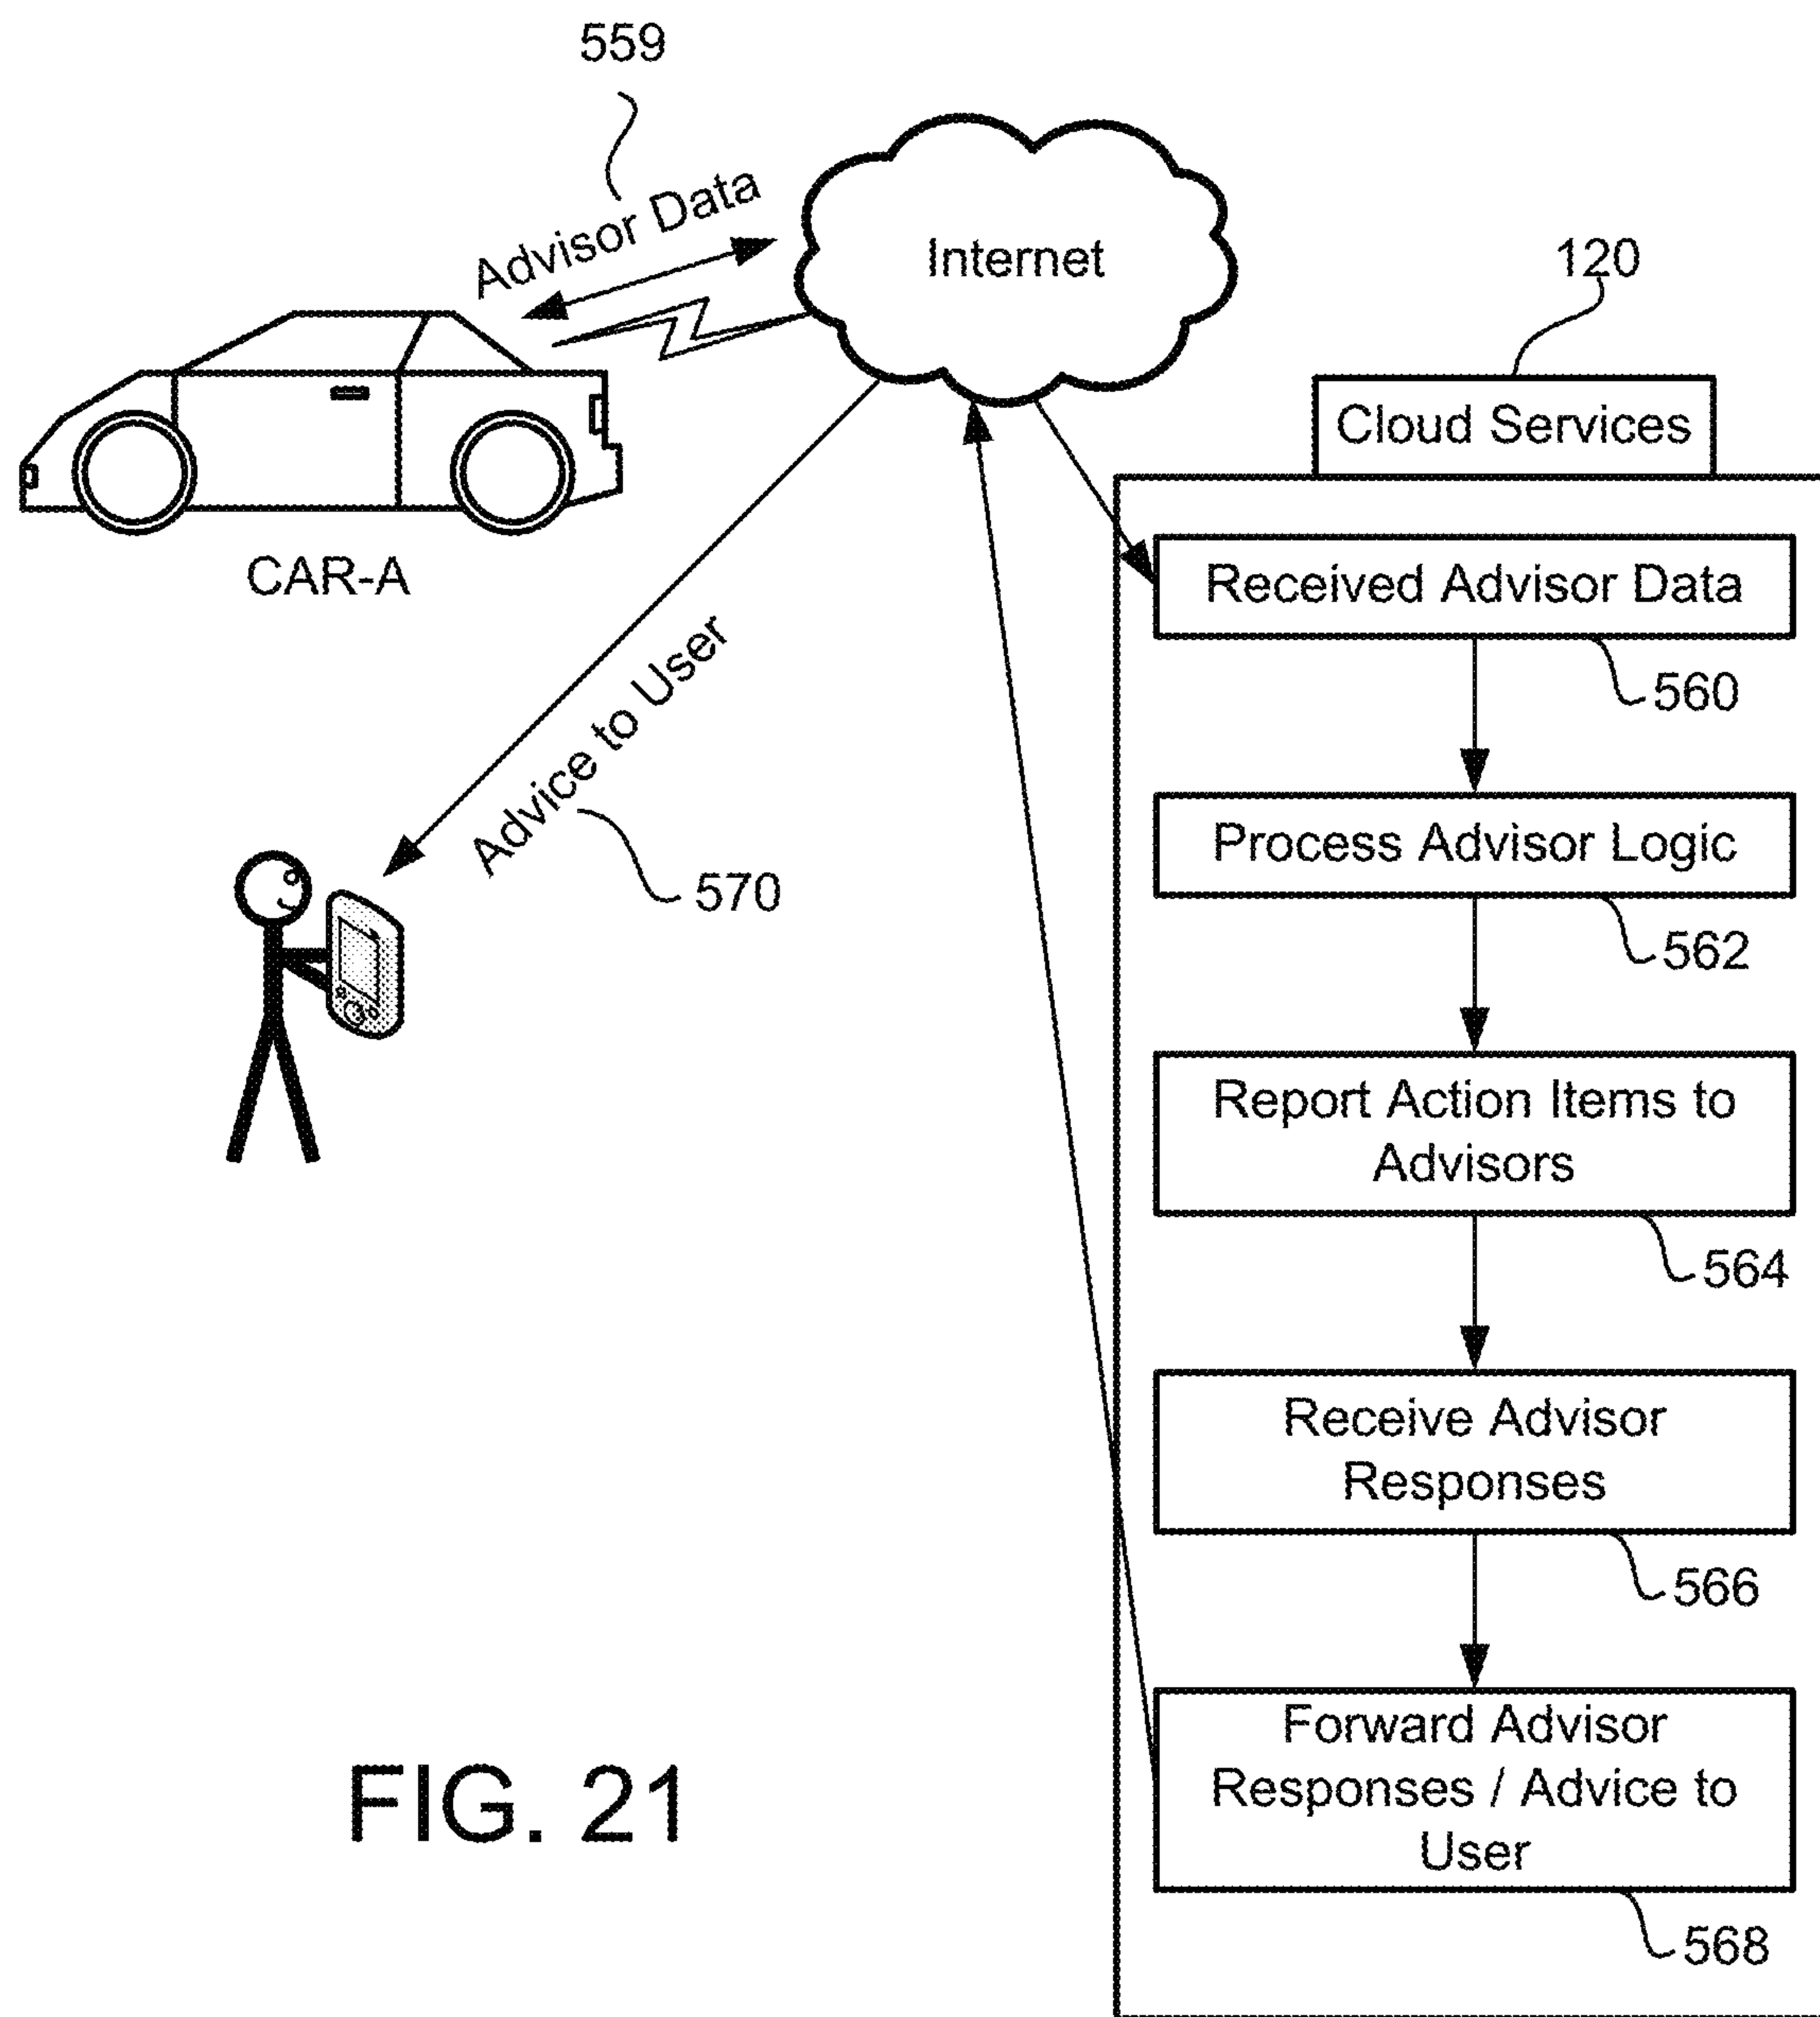 559
Advisor Data
Internet
120
Cloud Services
CAR-A
Received Advisor Data
560
Advice to User
570
Process Advisor Logic
562
Report Action Items to
Advisors
564
Receive Advisor
Responses
566
Forward Advisor
Responses / Advice to
User
568
FIG. 21